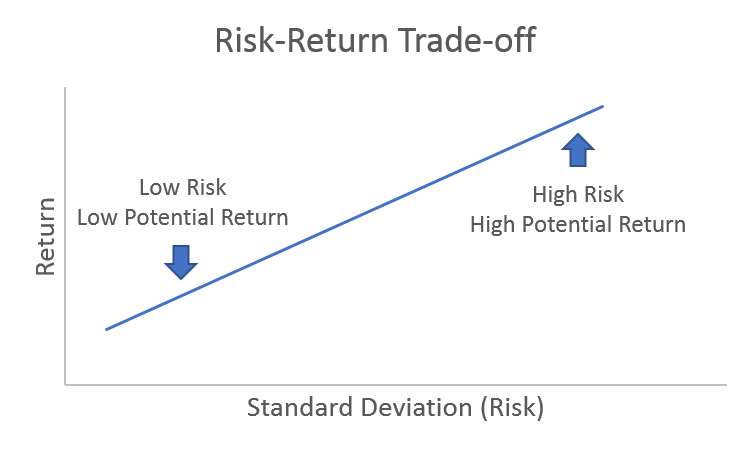 Risk-Return Trade-off
Low Risk
Low Potential Return
High Risk
High Potential Return
Return
Standard Deviation (Risk)